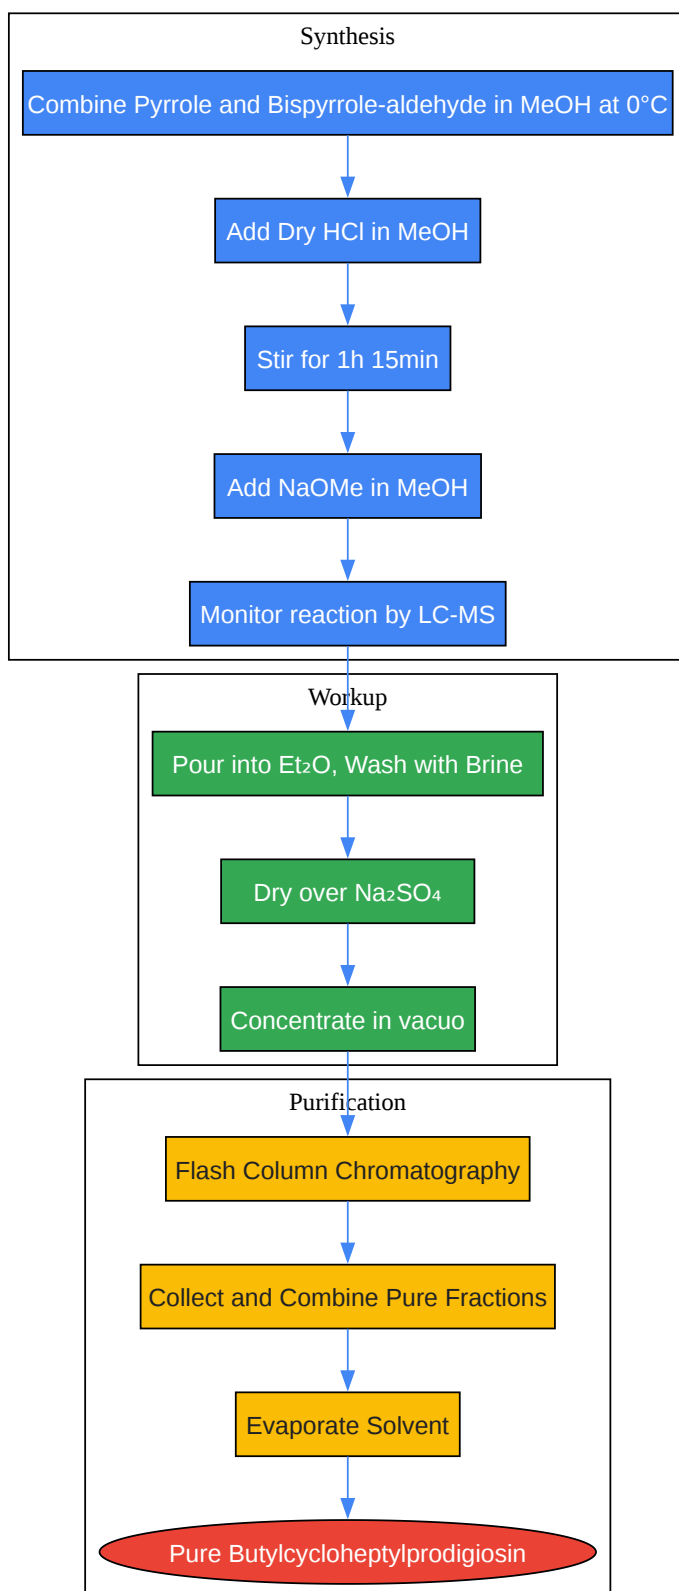 Synthesis
Combine Pyrrole and Bispyrrole-aldehyde in MeOH at 0°C
Add Dry HCl in MeOH
Stir for 1h 15min
Add NaOMe in MeOH
Monitor reaction by LC-MS
Workup
Pour into Et₂O, Wash with Brine
Dry over Na₂SO₄
Concentrate in vacuo
Purification
Flash Column Chromatography
Collect and Combine Pure Fractions
Evaporate Solvent
Pure Butylcycloheptylprodigiosin